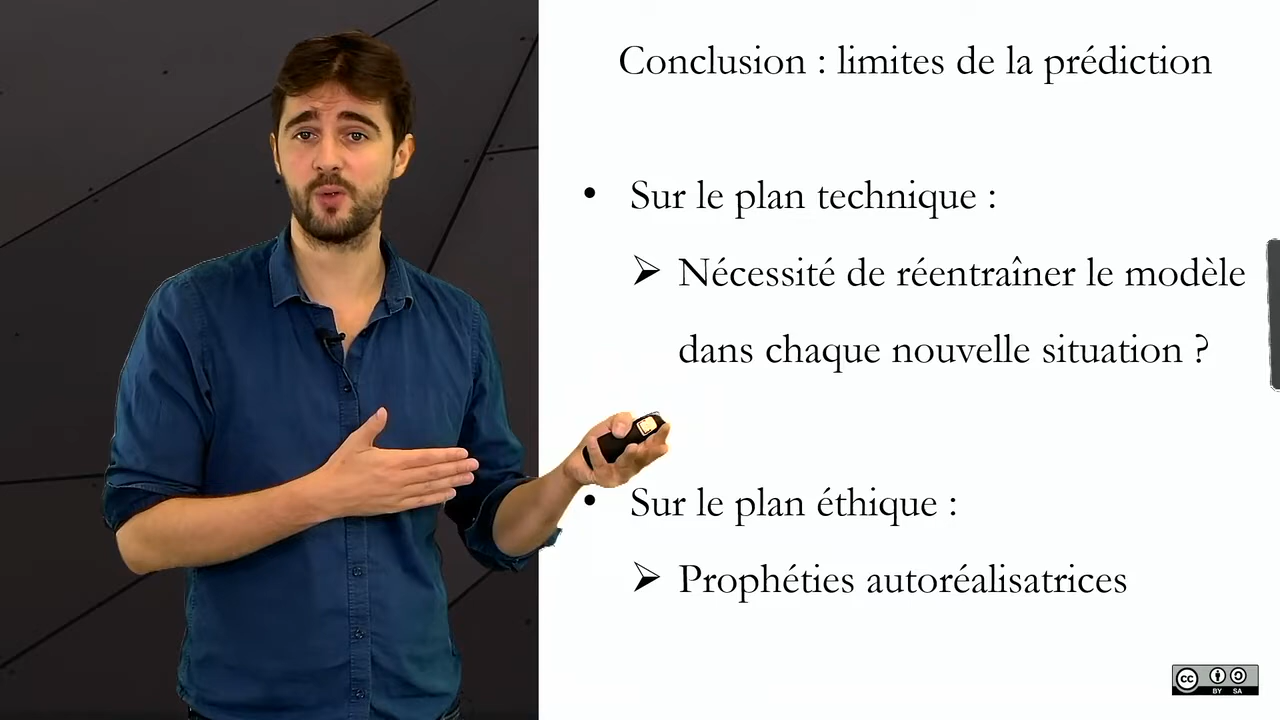 Conclusion : limites de la prédiction
• Sur le plan technique :
➢ Nécessité de réentraîner le modèle
dans chaque nouvelle situation ?
• Sur le plan éthique :
➢ Prophéties autoréalisatrices
cc
BY SA